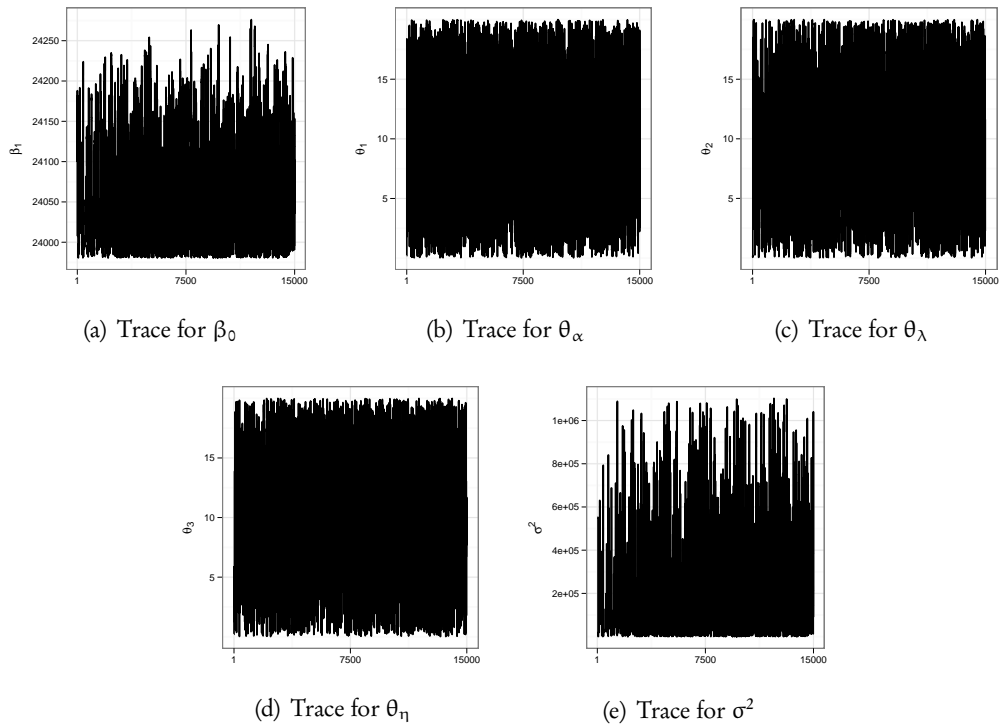 24250
24200
24150
24100
24050
24000
β₁
1 7500 15000
(a) Trace for β₀
15
10
5
θ₁
1 7500 15000
(b) Trace for θα
15
10
5
θ₂
1 7500 15000
(c) Trace for θλ
15
10
5
θ₃
1 7500 15000
(d) Trace for θη
1e+06
8e+05
6e+05
4e+05
2e+05
σ²
1 7500 15000
(e) Trace for σ²